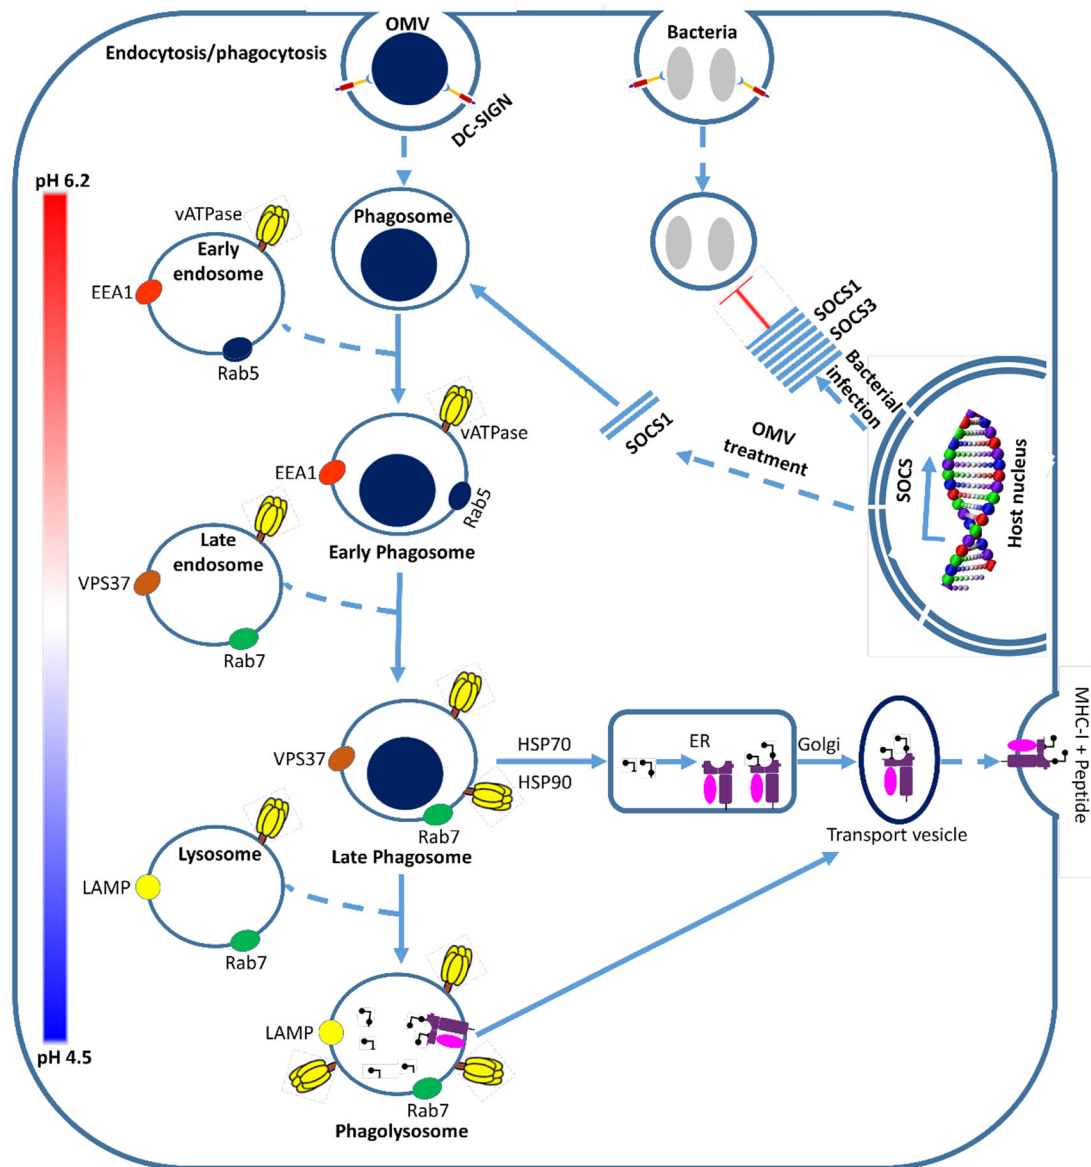 OMV
Bacteria
Endocytosis/phagocytosis
DC-SIGN
pH 6.2
vATPase
Early
endosome
EEA1
Rab5
Phagosome
SOCS1
SOCS3
Bacterial
infection
OMV
treatment
SOCS1
SOCS
Host nucleus
vATPase
EEA1
Rab5
Early Phagosome
Late
endosome
VPS37
Rab7
VPS37
Rab7
Late Phagosome
HSP70
HSP90
ER
Golgi
Transport vesicle
MHC-I + Peptide
Lysosome
LAMP
Rab7
LAMP
Rab7
Phagolysosome
pH 4.5